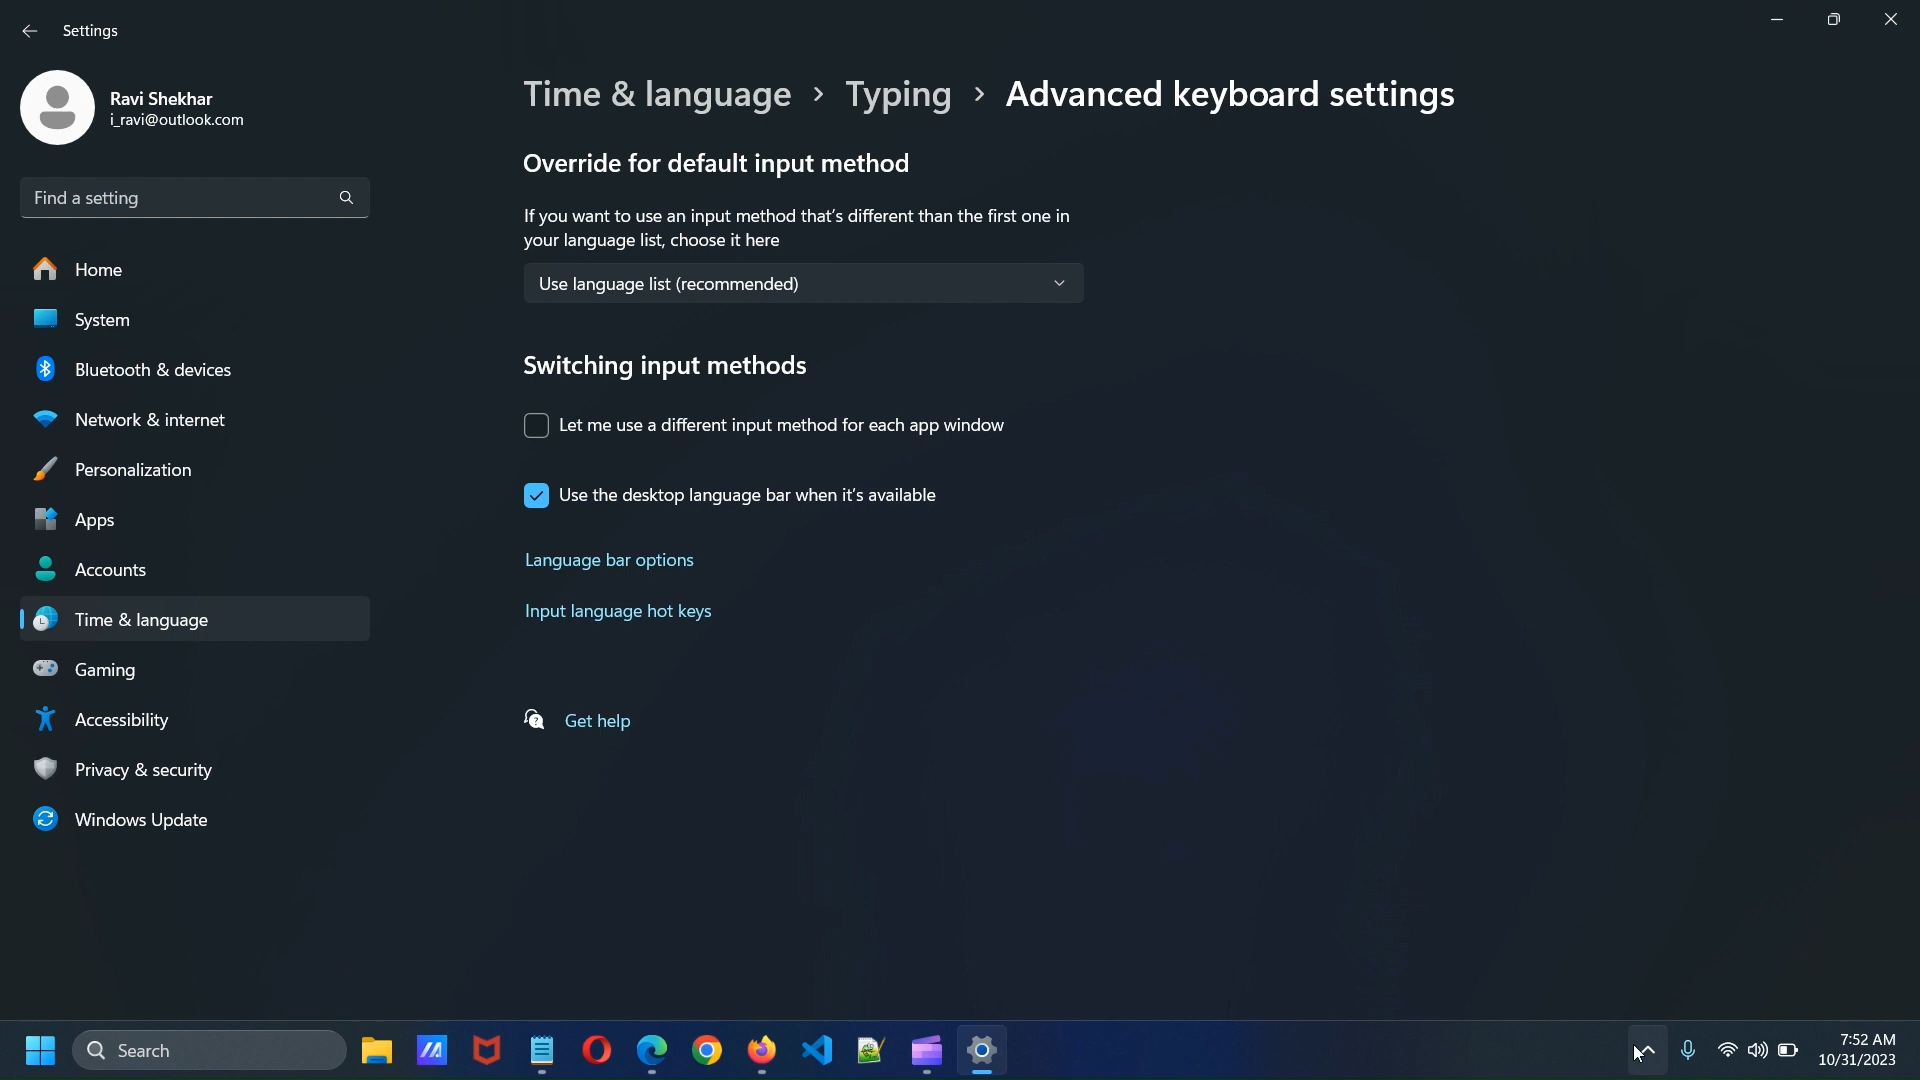 Settings
Ravi Shekhar
i_ravi@outlook.com
Find a setting
Home
System
Bluetooth & devices
Network & internet
Personalization
Apps
Accounts
Time & language
Gaming
Accessibility
Privacy & security
Windows Update
Time & language > Typing > Advanced keyboard settings
Override for default input method
If you want to use an input method that's different than the first one in
your language list, choose it here
Use language list (recommended)
Switching input methods
Let me use a different input method for each app window
Use the desktop language bar when it's available
Language bar options
Input language hot keys
Get help
Search
7:52 AM
10/31/2023